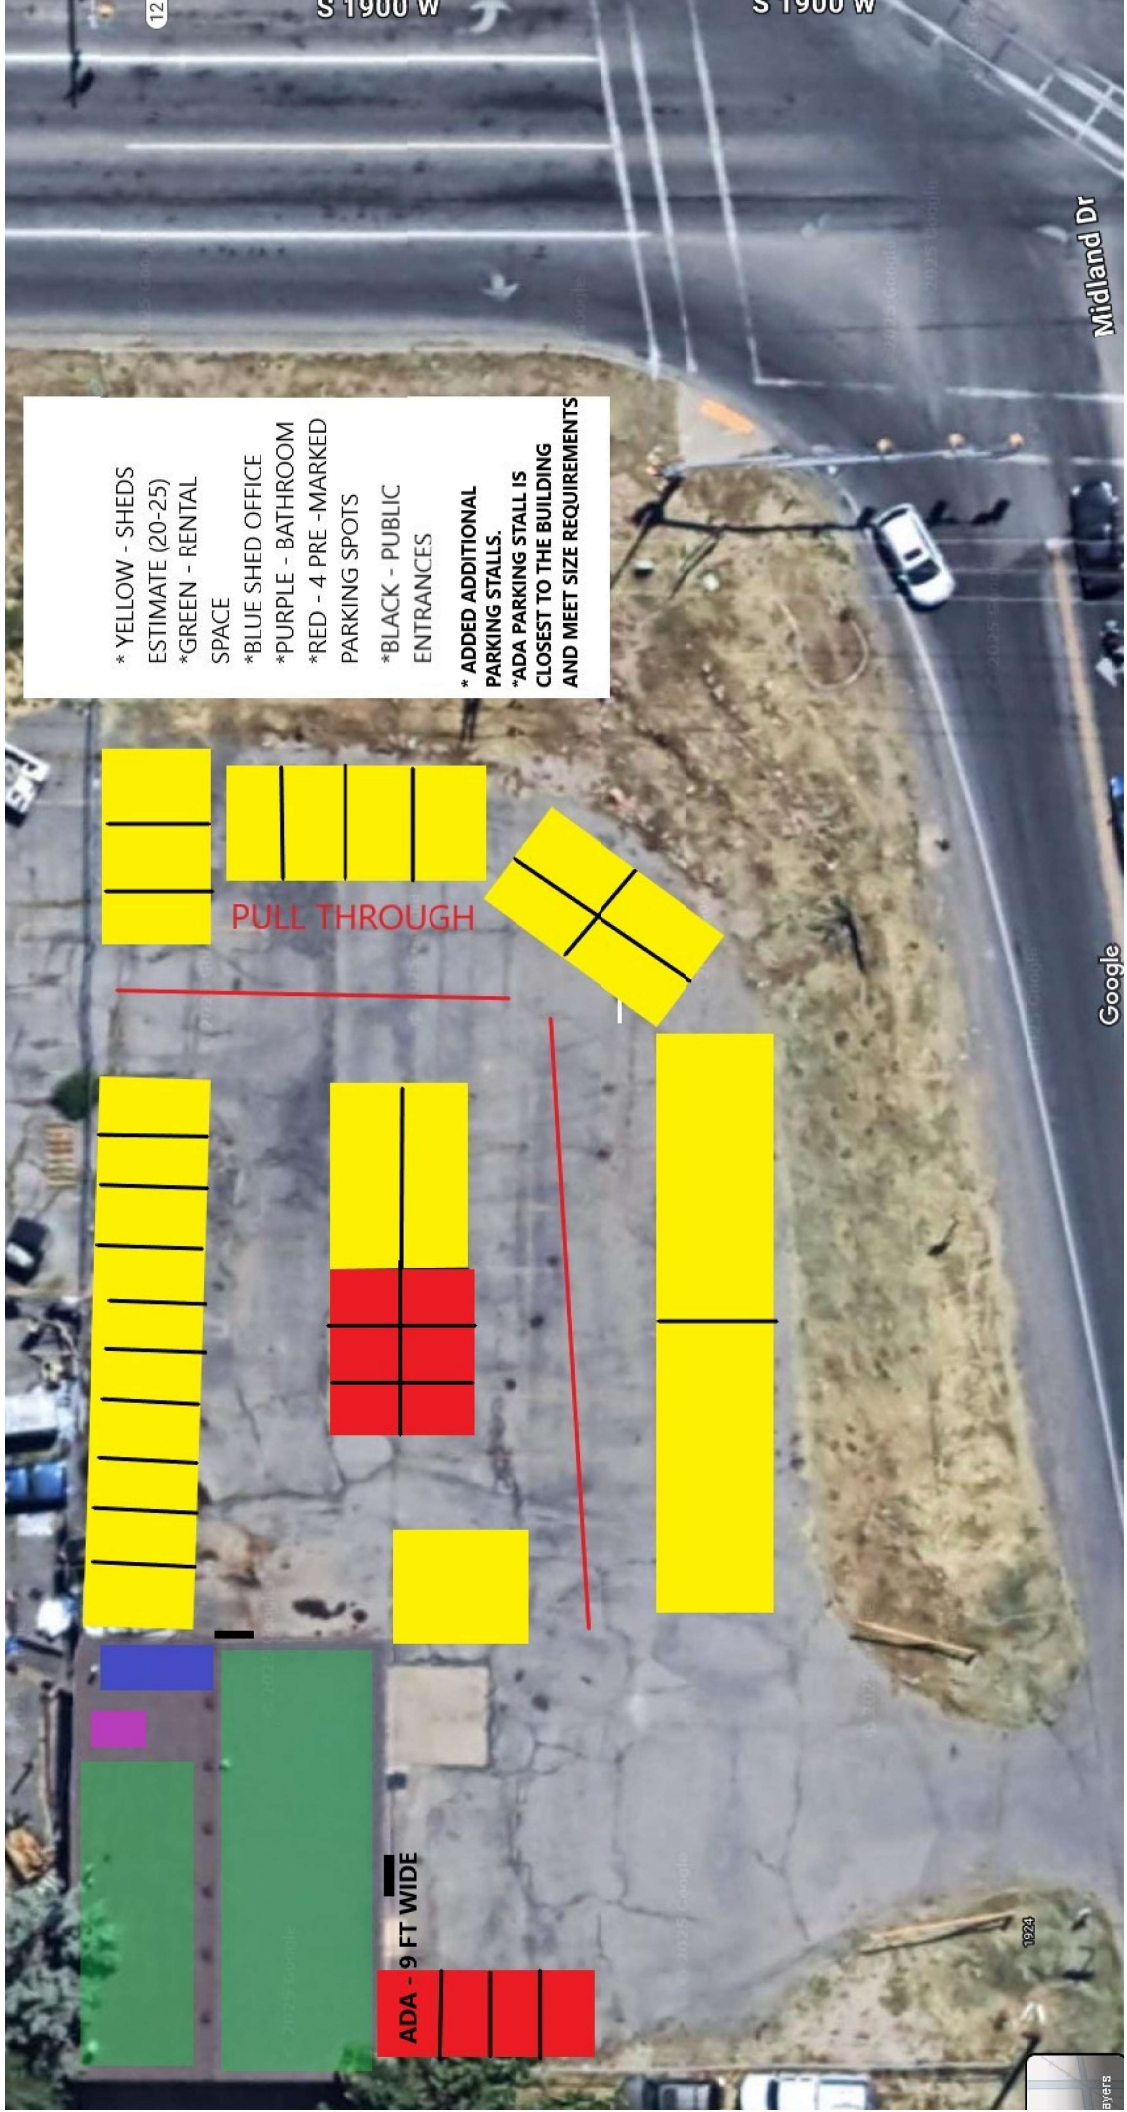 12
S 1900 W
S 1900 W
Midland Dr
* YELLOW - SHEDS
ESTIMATE (20-25)
*GREEN - RENTAL
SPACE
*BLUE SHED OFFICE
*PURPLE - BATHROOM
*RED - 4 PRE -MARKED
PARKING SPOTS
*BLACK - PUBLIC
ENTRANCES
* ADDED ADDITIONAL
PARKING STALLS.
*ADA PARKING STALL IS
CLOSEST TO THE BUILDING
AND MEET SIZE REQUIREMENTS
PULL THROUGH
Google
ADA - 9 FT WIDE
1924
ayers